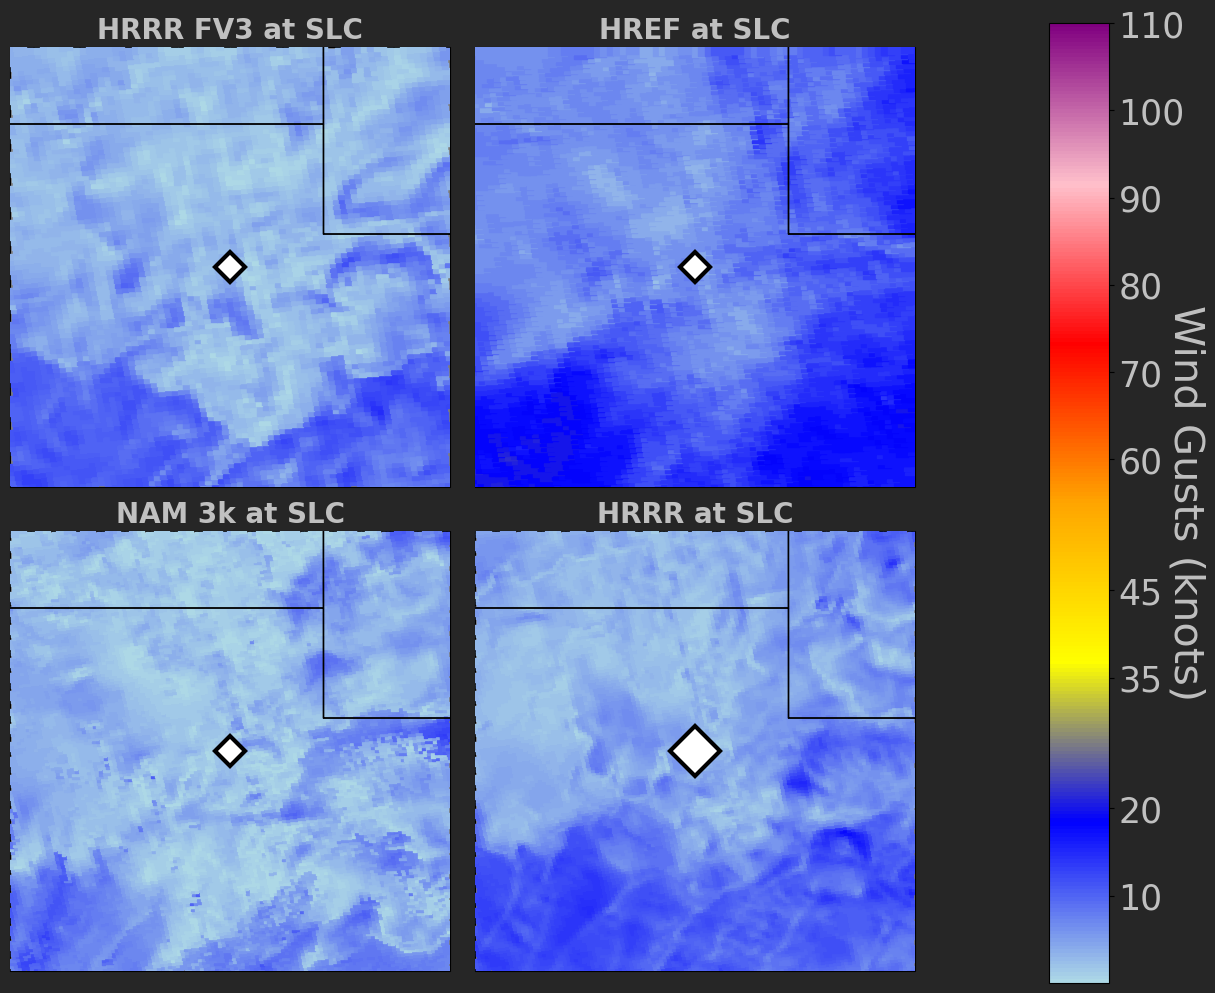 HRRR FV3 at SLC
HREF at SLC
NAM 3k at SLC
HRRR at SLC
110
100
90
80
70
60
45
35
20
10
Wind Gusts (knots)